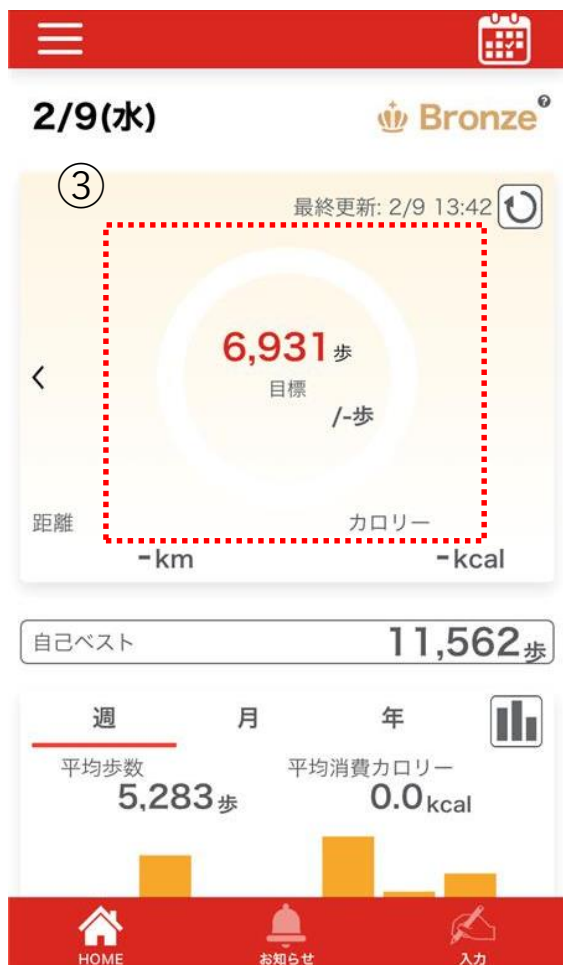 2/9(水)
Bronze?
③
最終更新: 2/9 13:42
6,931歩
目標
/-歩
距離
カロリー
-km
-kcal
自己ベスト
11,562歩
週 月 年
平均歩数
平均消費カロリー
5,283歩
0.0kcal
HOME お知らせ 入力